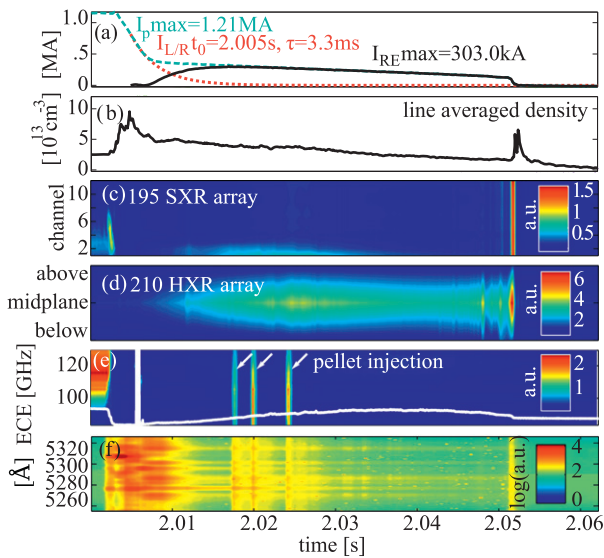 (a) I_p max=1.21MA
I_L/R t_0=2.005s, τ=3.3ms
I_RE max=303.0kA
[MA]
1
0.5
0
(b) line averaged density
[10^13 cm^-3]
10
5
0
(c) 195 SXR array
channel
10
6
2
a.u.
1.5
1
0.5
(d) 210 HXR array
above
midplane
below
a.u.
6
4
2
(e) pellet injection
ECE [GHz]
120
100
a.u.
2
1
(f)
[Å]
5320
5300
5280
5260
log(a.u.)
4
2
0
2.01 2.02 2.03 2.04 2.05 2.06
time [s]